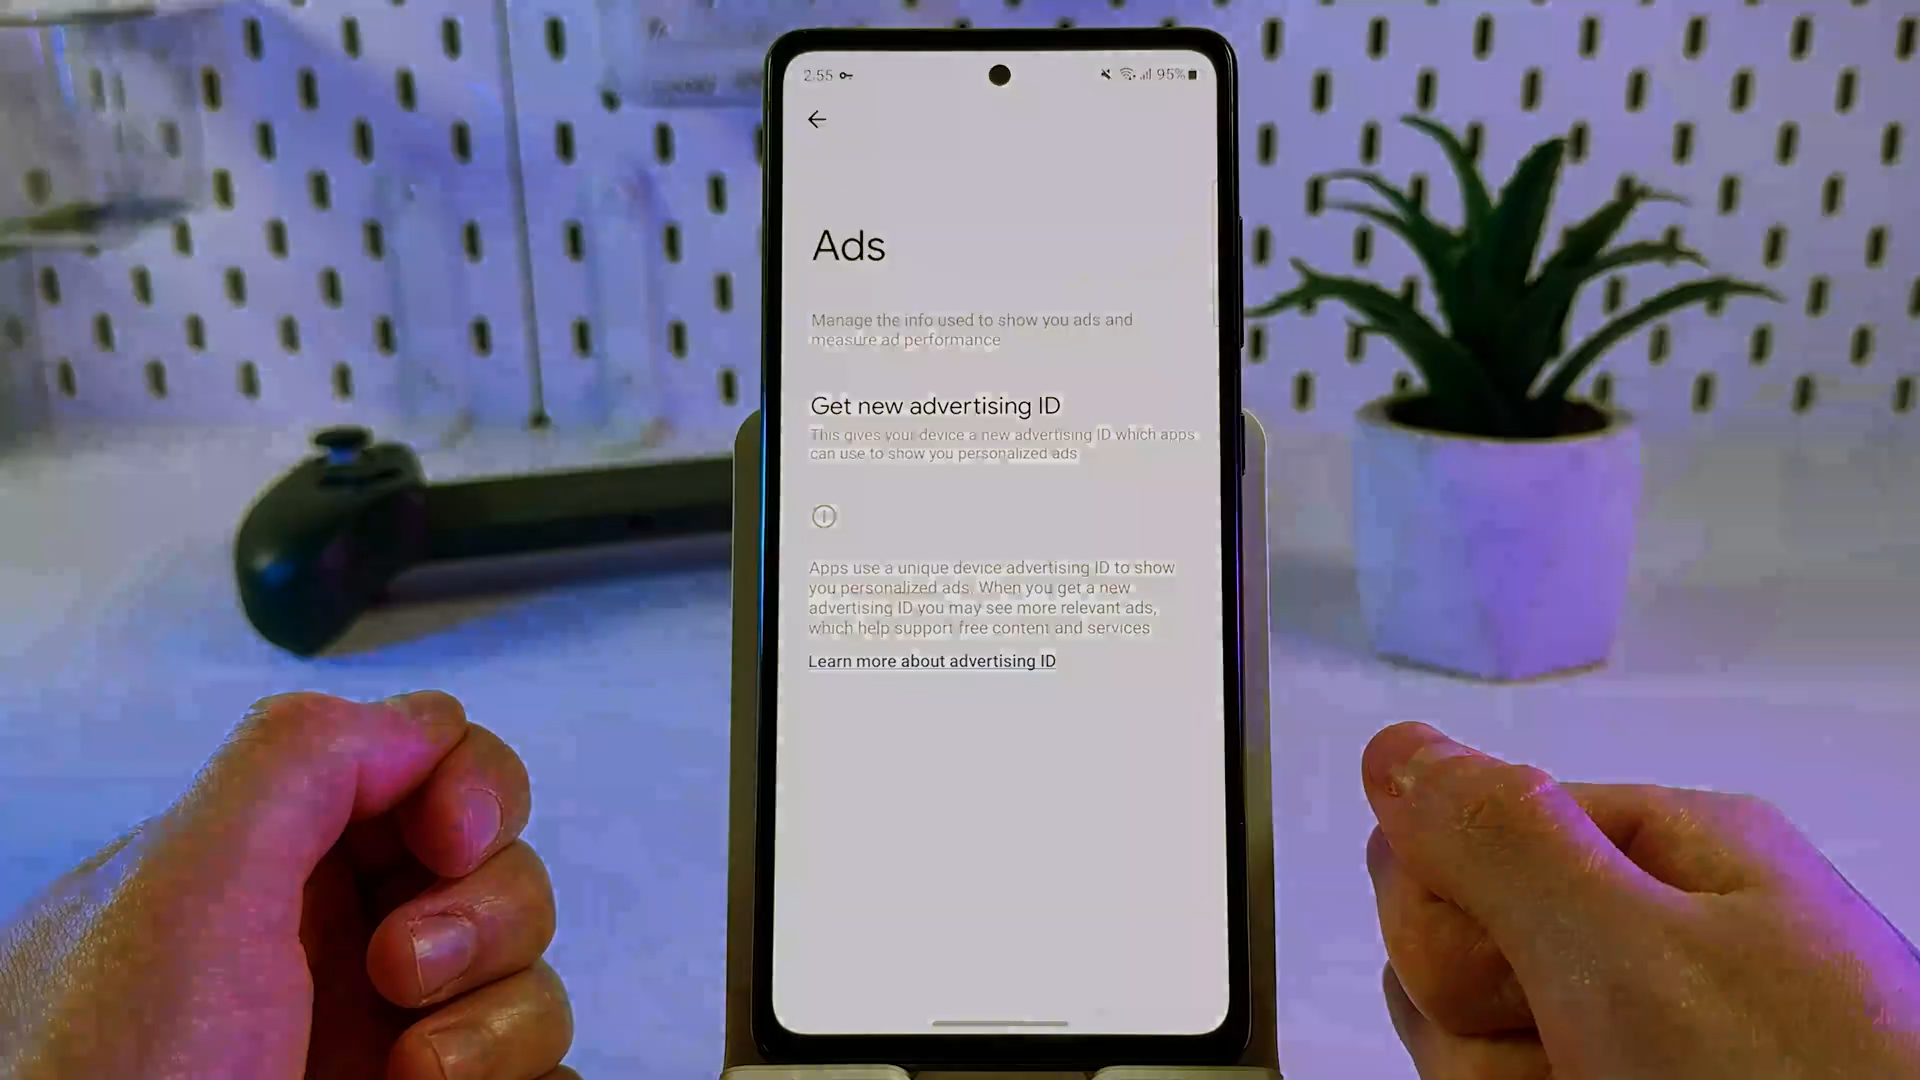 2:55
95%
Ads
Manage the info used to show you ads and
measure ad performance
Get new advertising ID
This gives your device a new advertising ID which apps
can use to show you personalized ads
Apps use a unique device advertising ID to show
you personalized ads. When you get a new
advertising ID you may see more relevant ads,
which help support free content and services
Learn more about advertising ID